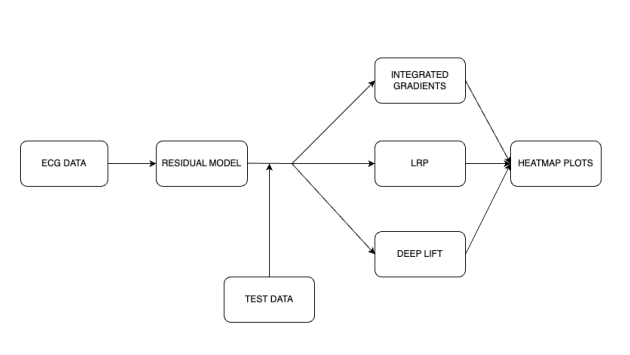 INTEGRATED
GRADIENTS
ECG DATA
RESIDUAL MODEL
LRP
HEATMAP PLOTS
DEEP LIFT
TEST DATA